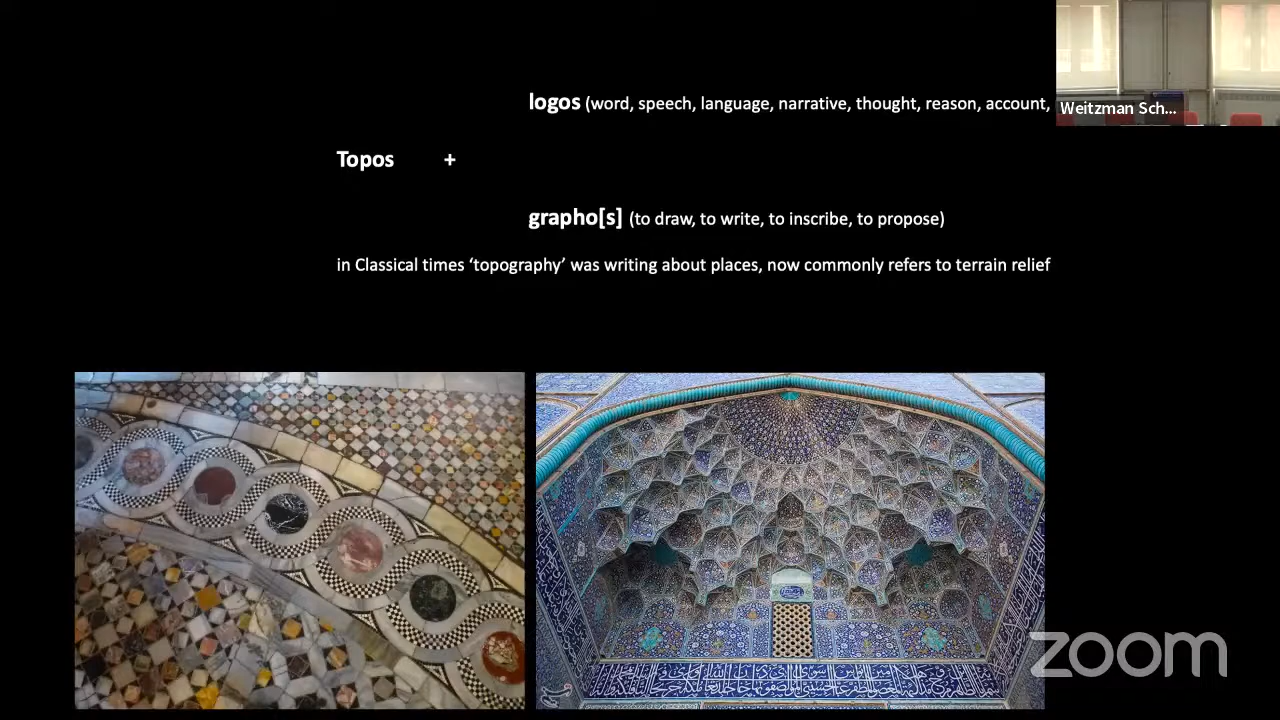 logos (word, speech, language, narrative, thought, reason, account,
Weitzman Sch...
Topos +
grapho[s] (to draw, to write, to inscribe, to propose)
in Classical times ‘topography’ was writing about places, now commonly refers to terrain relief
zoom